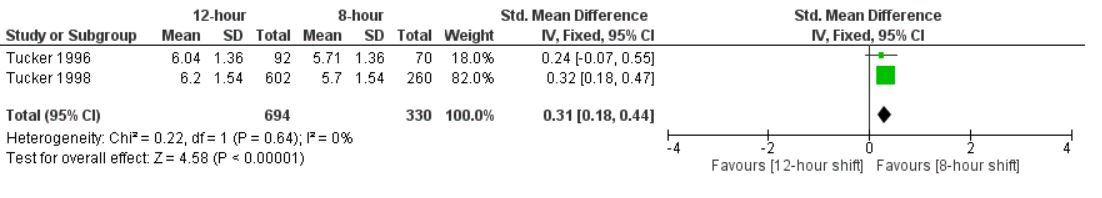 12-hour 8-hour Std. Mean Difference Std. Mean Difference
Study or Subgroup Mean SD Total Mean SD Total Weight IV, Fixed, 95% CI IV, Fixed, 95% CI
Tucker 1996 6.04 1.36 92 5.71 1.36 70 18.0% 0.24 [-0.07, 0.55]
Tucker 1998 6.2 1.54 602 5.7 1.54 260 82.0% 0.32 [0.18, 0.47]
Total (95% CI) 694 330 100.0% 0.31 [0.18, 0.44]
Heterogeneity: Chi² = 0.22, df = 1 (P = 0.64); I² = 0%
Test for overall effect: Z = 4.58 (P < 0.00001)
-4 -2 0 2 4
Favours [12-hour shift] Favours [8-hour shift]